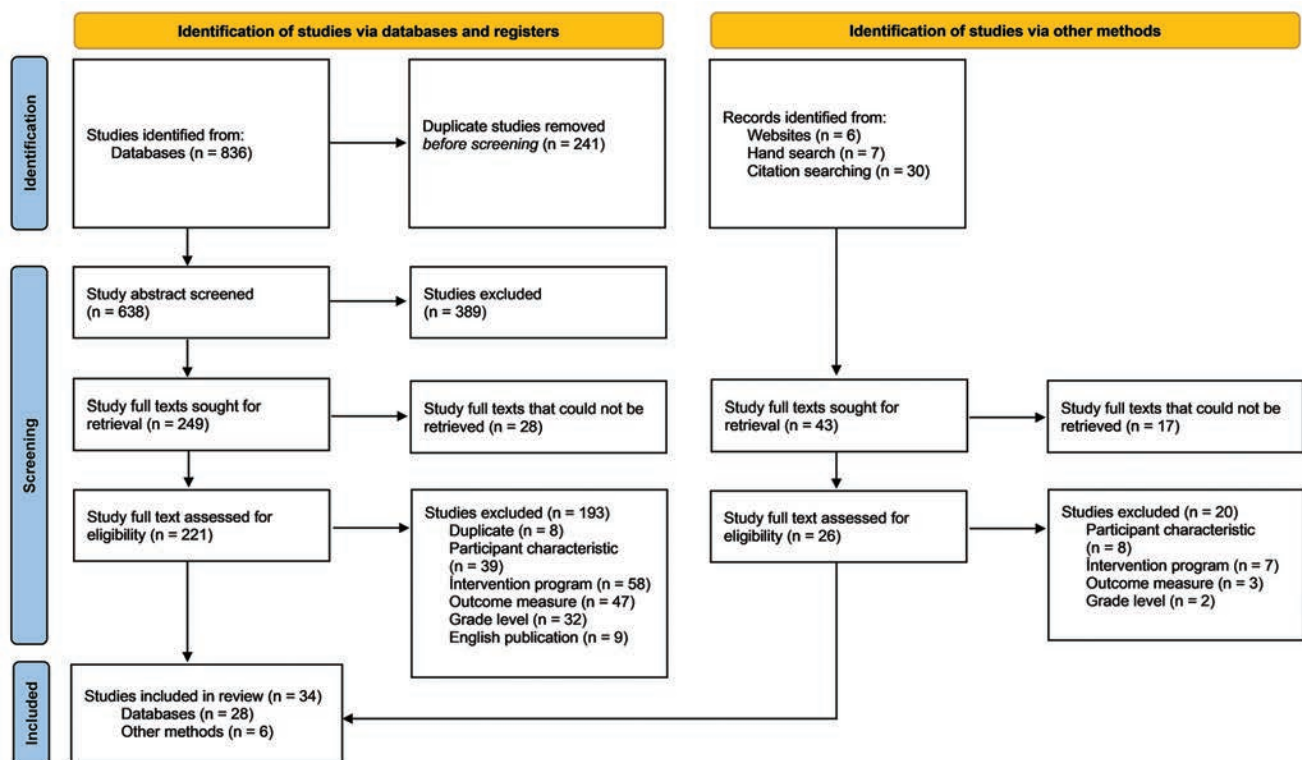 Identification of studies via databases and registers
Identification of studies via other methods
Identification
Studies identified from:
Databases (n = 836)
Duplicate studies removed
before screening (n = 241)
Records identified from:
Websites (n = 6)
Hand search (n = 7)
Citation searching (n = 30)
Screening
Study abstract screened
(n = 638)
Studies excluded
(n = 389)
Study full texts sought for
retrieval (n = 249)
Study full texts that could not be
retrieved (n = 28)
Study full texts sought for
retrieval (n = 43)
Study full texts that could not be
retrieved (n = 17)
Study full text assessed for
eligibility (n = 221)
Studies excluded (n = 193)
Duplicate (n = 8)
Participant characteristic
(n = 39)
İntervention program (n = 58)
Outcome measure (n = 47)
Grade level (n = 32)
English publication (n = 9)
Study full text assessed for
eligibility (n = 26)
Studies excluded (n = 20)
Participant characteristic
(n = 8)
İntervention program (n = 7)
Outcome measure (n = 3)
Grade level (n = 2)
Included
Studies included in review (n = 34)
Databases (n = 28)
Other methods (n = 6)